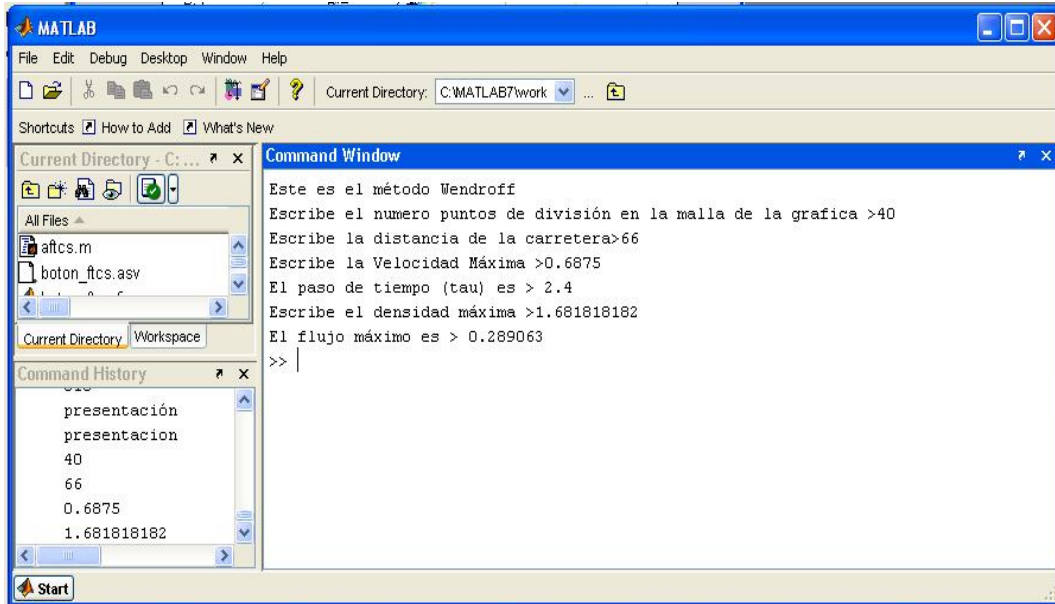 MATLAB
File Edit Debug Desktop Window Help
Current Directory: C:\MATLAB7\work ...
Shortcuts How to Add What's New
Current Directory - C: ...
All Files
aftcs.m
boton_ftcs.asv
Current Directory Workspace
Command History
presentación
presentacion
40
66
0.6875
1.681818182
Command Window
Este es el método Wendroff
Escribe el numero puntos de división en la malla de la grafica >40
Escribe la distancia de la carretera>66
Escribe la Velocidad Máxima >0.6875
El paso de tiempo (tau) es > 2.4
Escribe el densidad máxima >1.681818182
El flujo máximo es > 0.289063
>>
Start